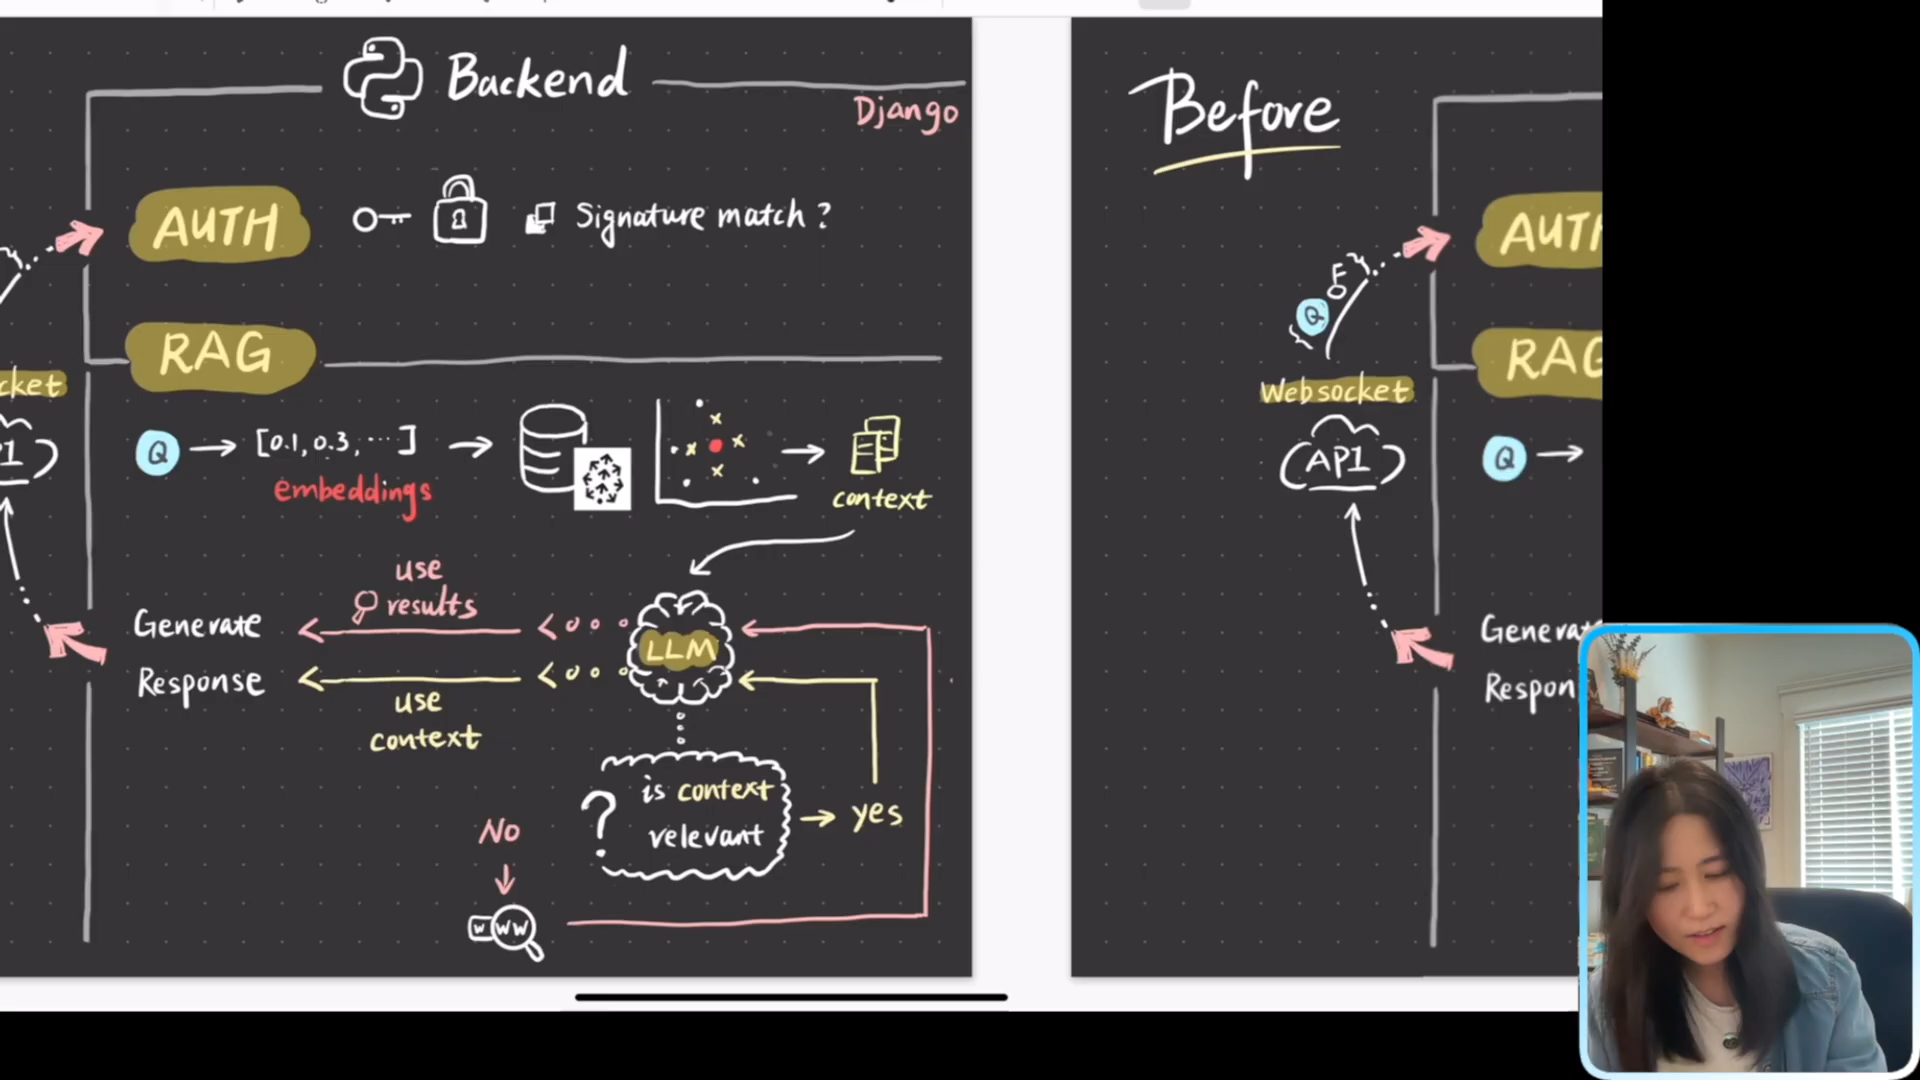 Backend
Django
AUTH
Signature match ?
RAG
cket
Q
[0.1, 0.3, ...]
embeddings
context
use
results
Generate
LLM
Response
use
context
is context
relevant
?
yes
No
www
Before
AUTH
Q
RAG
Websocket
API
Q
Generat
Respon